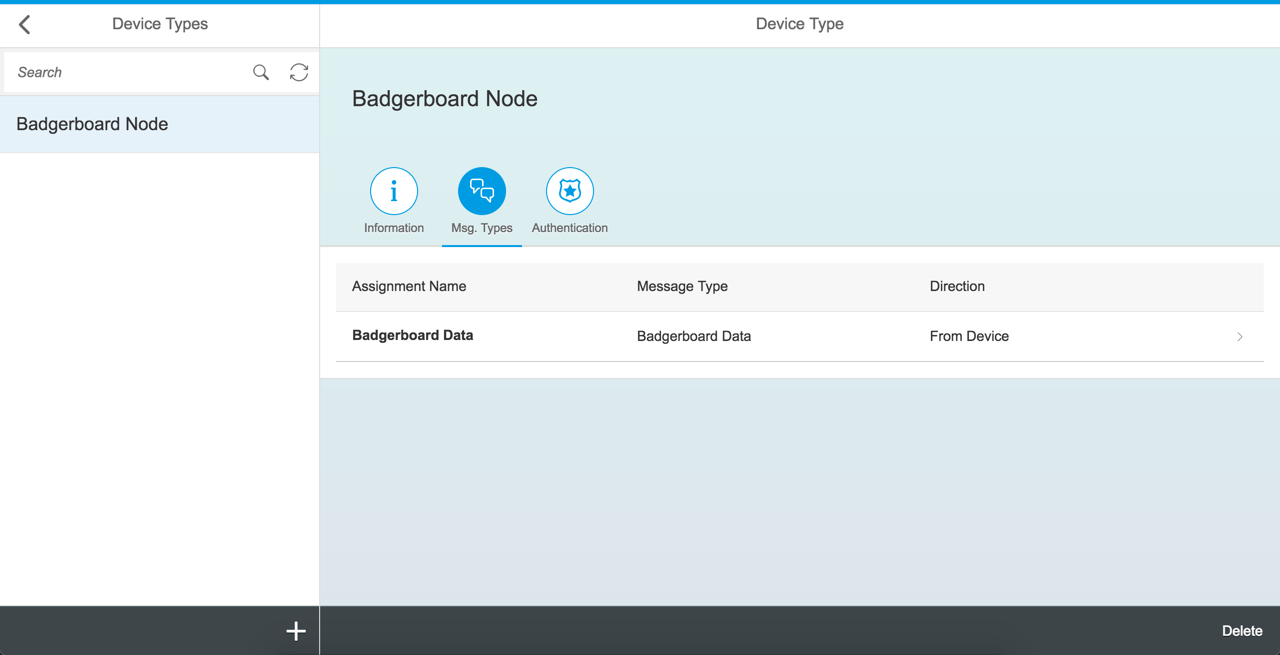 Device Types
Device Type
Search
Badgerboard Node
Badgerboard Node
Information Msg. Types Authentication
Assignment Name Message Type Direction
Badgerboard Data Badgerboard Data From Device
Delete